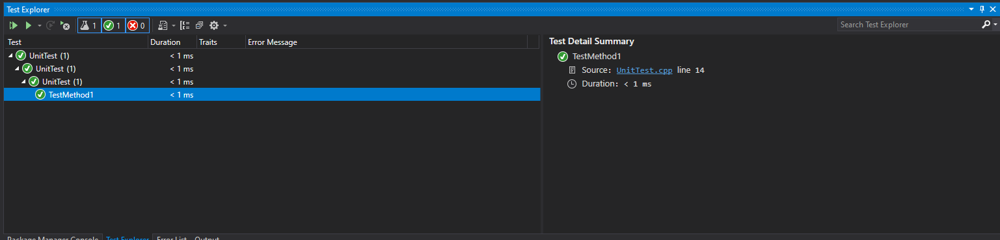 Test Explorer
1 1 0
Search Test Explorer
Test Duration Traits Error Message
UnitTest (1) < 1 ms
UnitTest (1) < 1 ms
UnitTest (1) < 1 ms
TestMethod1 < 1 ms
Test Detail Summary
TestMethod1
Source: UnitTest.cpp line 14
Duration: < 1 ms
Package Manager Console Test Explorer Error List Output